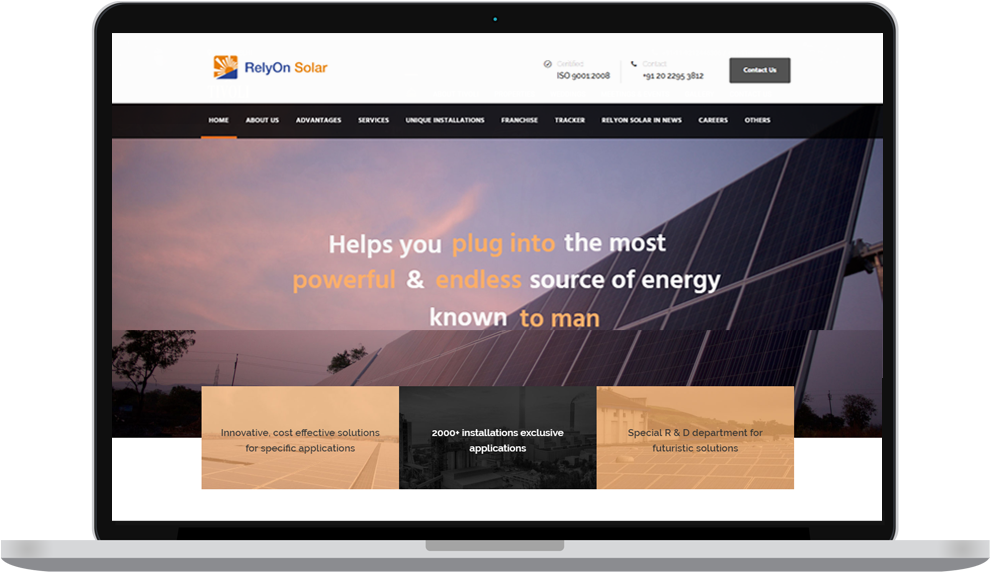 RelyOn Solar
Certified
ISO 9001:2008
Contact
+91 20 2295 3812
Contact Us
HOME ABOUT US ADVANTAGES SERVICES UNIQUE INSTALLATIONS FRANCHISE TRACKER RELYON SOLAR IN NEWS CAREERS OTHERS
Helps you plug into the most
powerful & endless source of energy
known to man
Innovative, cost effective solutions
for specific applications
2000+ installations exclusive
applications
Special R & D department for
futuristic solutions